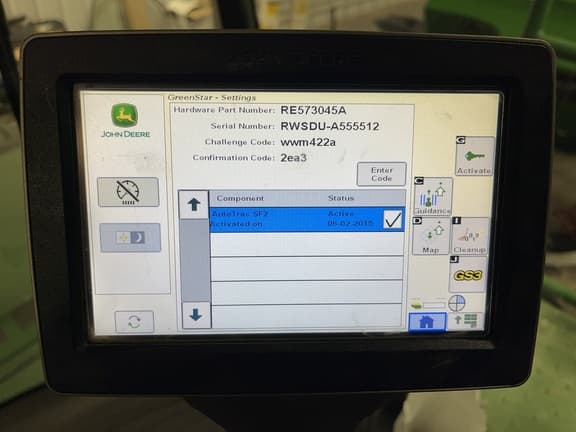 GreenStar - Settings
Hardware Part Number: RE573045A
Serial Number: RWSDU-A555512
Challenge Code: wwm422a
Confirmation Code: 2ea3
JOHN DEERE
Enter Code
Component Status
AutoTrac SF2 Active
Activated on 05-02-2015
G
Activate
C
Guidance
D
Map
I
Cleanup
J
GS3